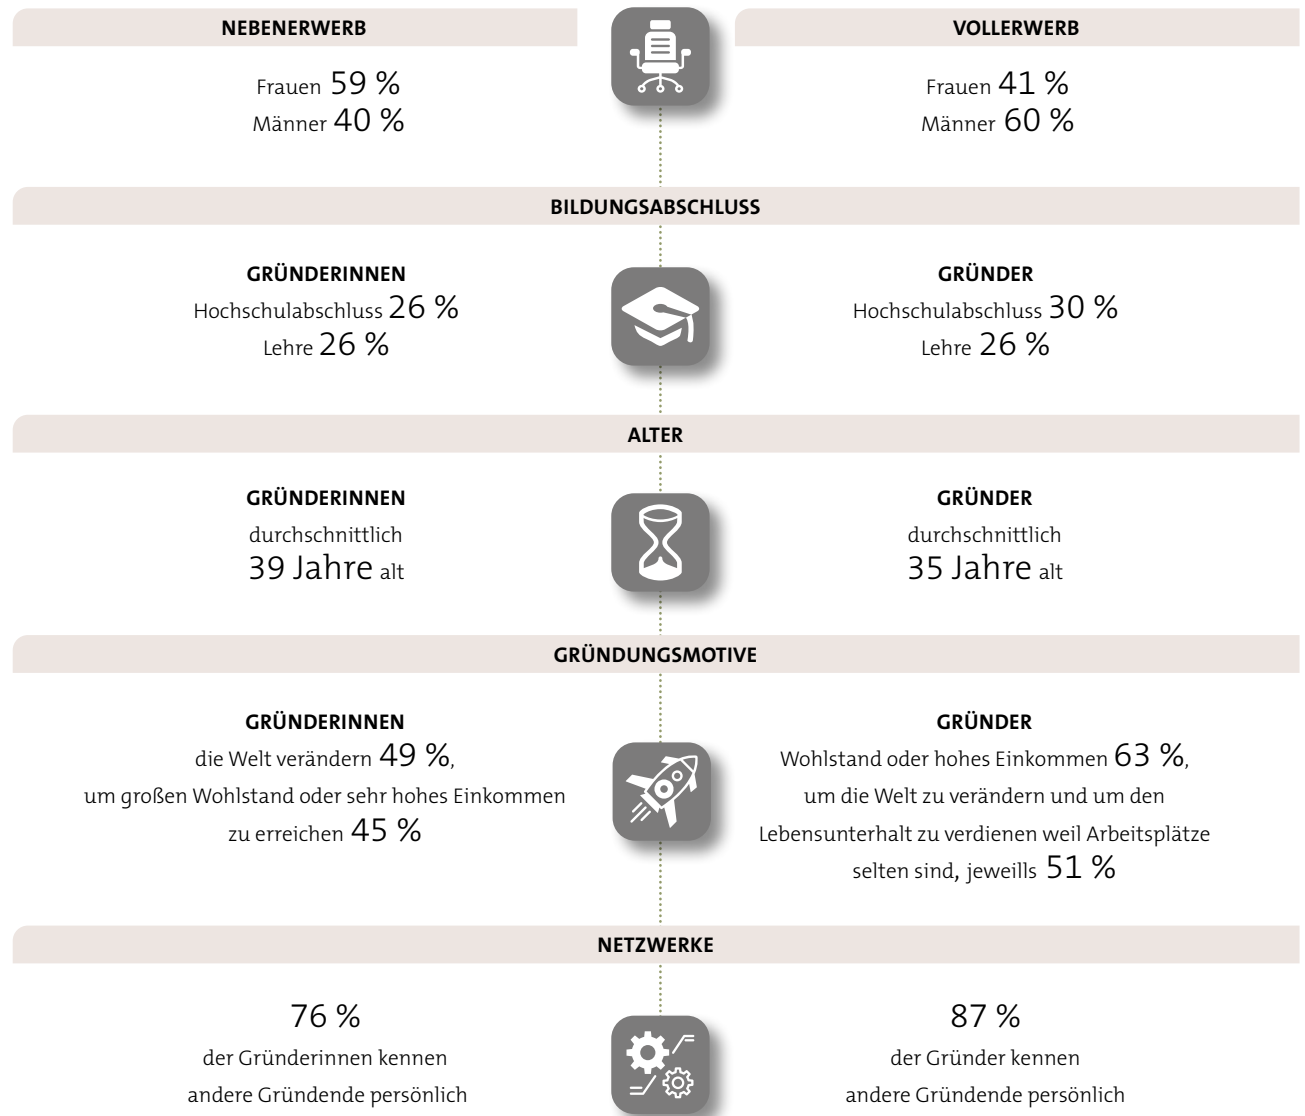 NEBENERWERB
Frauen 59 %
Männer 40 %
VOLLERWERB
Frauen 41 %
Männer 60 %
BILDUNGSABSCHLUSS
GRÜNDERINNEN
Hochschulabschluss 26 %
Lehre 26 %
GRÜNDER
Hochschulabschluss 30 %
Lehre 26 %
ALTER
GRÜNDERINNEN
durchschnittlich
39 Jahre alt
GRÜNDER
durchschnittlich
35 Jahre alt
GRÜNDUNGSMOTIVE
GRÜNDERINNEN
die Welt verändern 49 %,
um großen Wohlstand oder sehr hohes Einkommen
zu erreichen 45 %
GRÜNDER
Wohlstand oder hohes Einkommen 63 %,
um die Welt zu verändern und um den
Lebensunterhalt zu verdienen weil Arbeitsplätze
selten sind, jeweills 51 %
NETZWERKE
76 %
der Gründerinnen kennen
andere Gründende persönlich
87 %
der Gründer kennen
andere Gründende persönlich